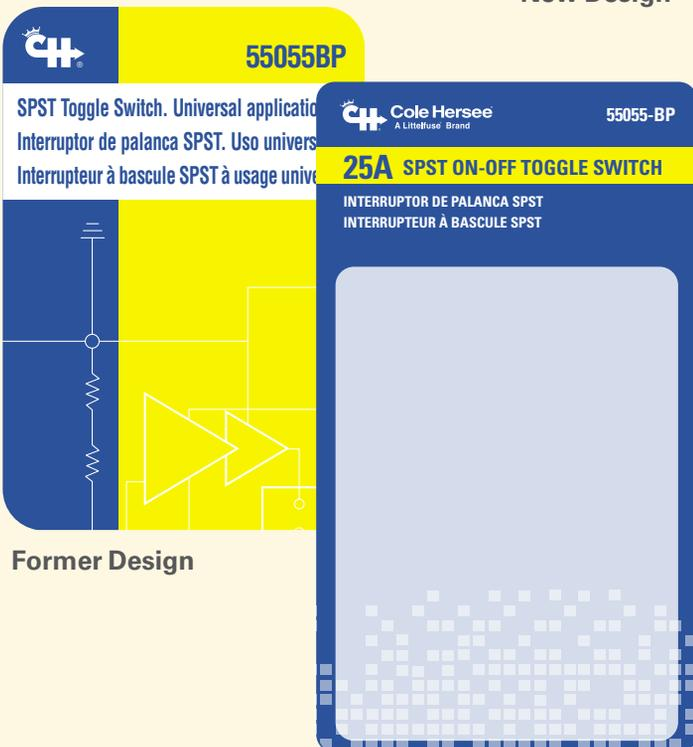 New Design
CH®
55055BP
SPST Toggle Switch. Universal applicatio
Interruptor de palanca SPST. Uso univers
Interrupteur à bascule SPST à usage unive
CH Cole Hersee®
A Littelfuse® Brand
55055-BP
25A SPST ON-OFF TOGGLE SWITCH
INTERRUPTOR DE PALANCA SPST
INTERRUPTEUR À BASCULE SPST
Former Design